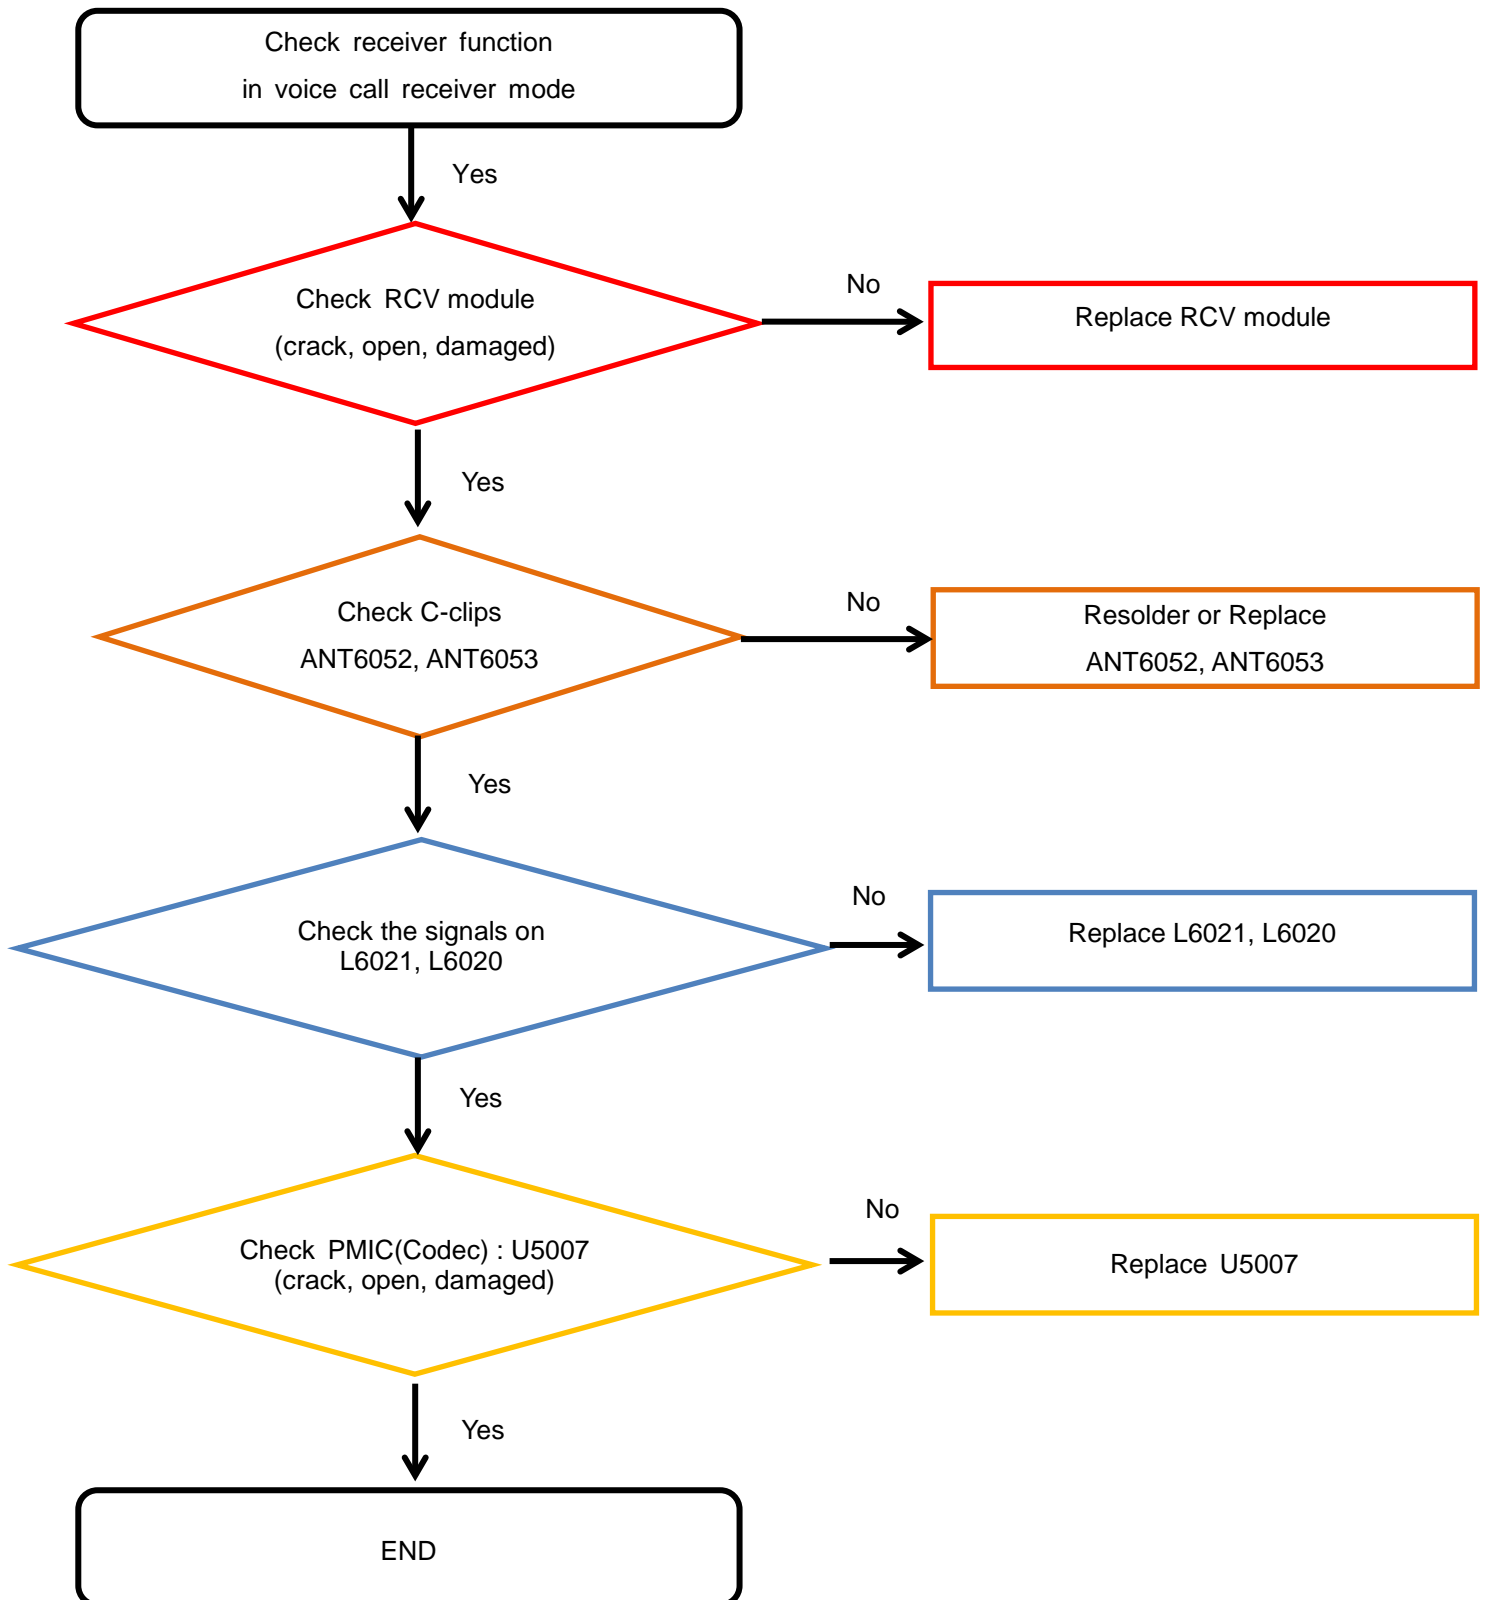 Check receiver function
in voice call receiver mode
Yes
Check RCV module
(crack, open, damaged)
No
Replace RCV module
Yes
Check C-clips
ANT6052, ANT6053
No
Resolder or Replace
ANT6052, ANT6053
Yes
Check the signals on
L6021, L6020
No
Replace L6021, L6020
Yes
Check PMIC(Codec) : U5007
(crack, open, damaged)
No
Replace U5007
Yes
END